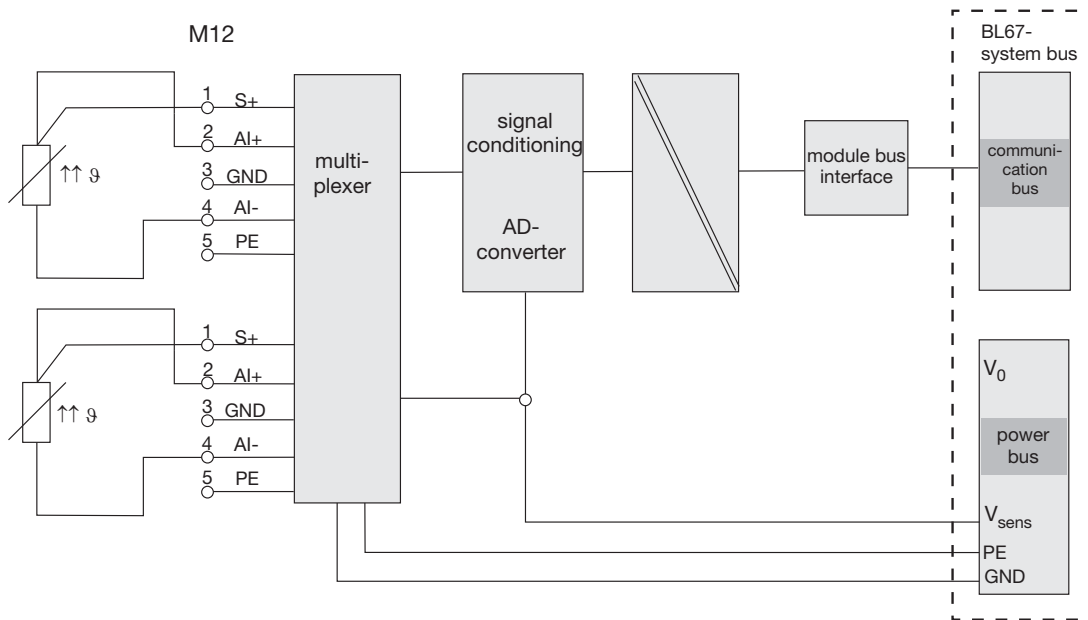 M12
BL67-
system bus
1 S+
2 AI+
3 GND
4 AI-
5 PE
↑↑ ϑ
multi-
plexer
signal
conditioning
AD-
converter
module bus
interface
communi-
cation
bus
1 S+
2 AI+
3 GND
4 AI-
5 PE
↑↑ ϑ
V0
power
bus
Vsens
PE
GND